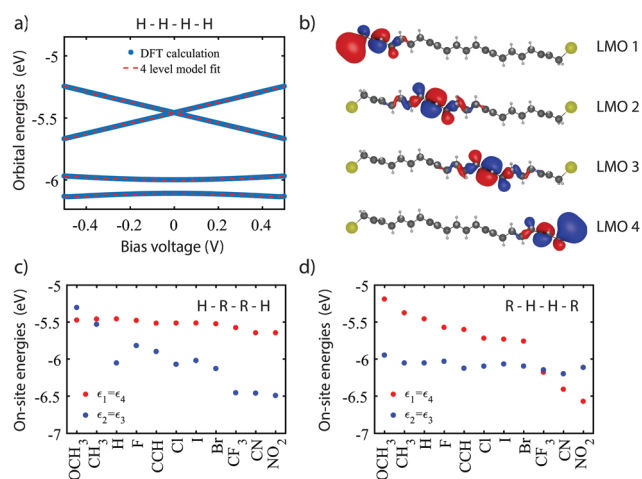 a)
H - H - H - H
DFT calculation
4 level model fit
Orbital energies (eV)
-5
-5.5
-6
-0.4
-0.2
0
0.2
0.4
Bias voltage (V)
b)
LMO 1
LMO 2
LMO 3
LMO 4
c)
H - R - R - H
On-site energies (eV)
-5
-5.5
-6
-6.5
-7
ϵ₁=ϵ₄
ϵ₂=ϵ₃
OCH₃
CH₃
H
F
CCH
Cl
I
Br
CF₃
CN
NO₂
d)
R - H - H - R
On-site energies (eV)
-5
-5.5
-6
-6.5
-7
ϵ₁=ϵ₄
ϵ₂=ϵ₃
OCH₃
CH₃
H
F
CCH
Cl
I
Br
CF₃
CN
NO₂